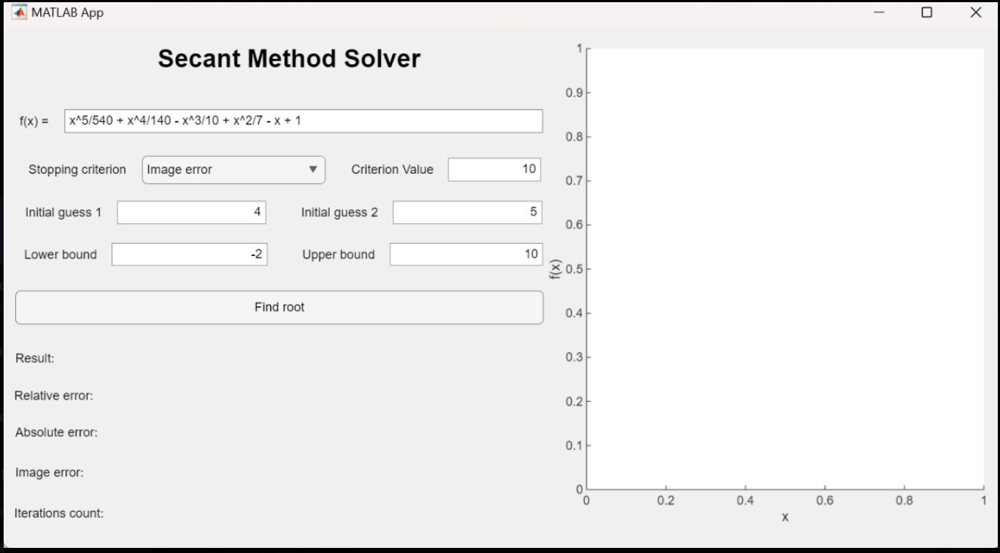 MATLAB App
Secant Method Solver
f(x) = x^5/540 + x^4/140 - x^3/10 + x^2/7 - x + 1
Stopping criterion Image error Criterion Value 10
Initial guess 1 4 Initial guess 2 5
Lower bound -2 Upper bound 10
Find root
Result:
Relative error:
Absolute error:
Image error:
Iterations count:
1
0.9
0.8
0.7
0.6
0.5
0.4
0.3
0.2
0.1
0
f(x)
0 0.2 0.4 0.6 0.8 1
x